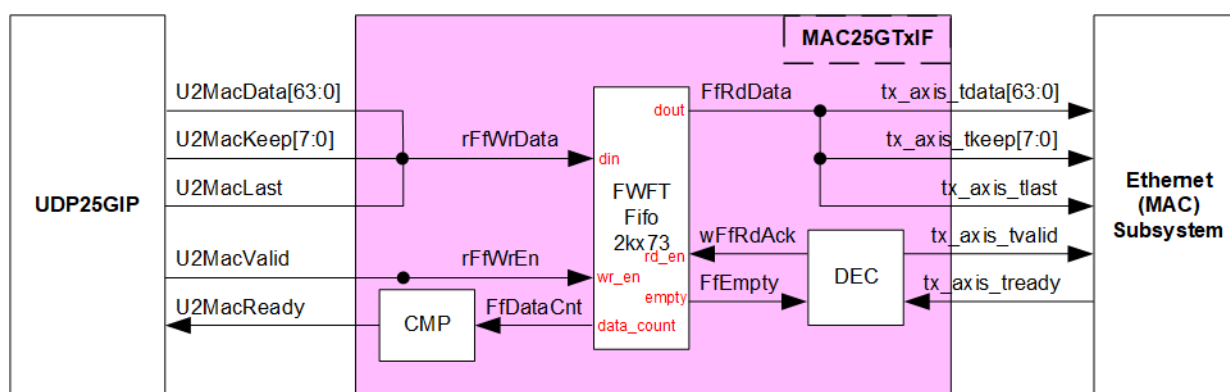 MAC25GTxIF
U2MacData[63:0]
FfRdData
tx_axis_tdata[63:0]
dout
U2MacKeep[7:0]
rFfWrData
tx_axis_tkeep[7:0]
din
U2MacLast
tx_axis_tlast
UDP25GIP
FWFT
Fifo
2kx73
Ethernet
(MAC)
Subsystem
wFfRdAck
tx_axis_tvalid
rd_en
U2MacValid
rFfWrEn
wr_en
DEC
FfEmpty
tx_axis_tready
empty
U2MacReady
CMP
FfDataCnt
data_count